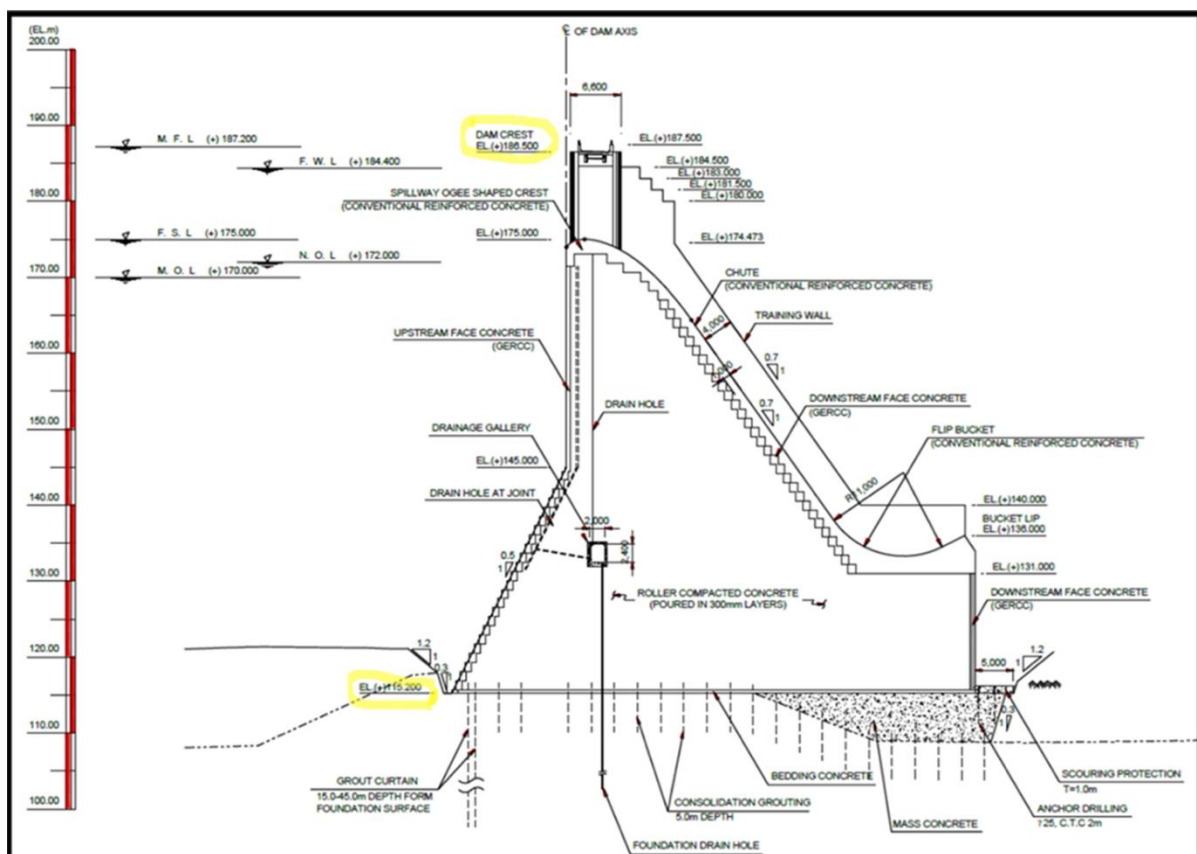 (EL.m)
200.00
190.00
180.00
170.00
160.00
150.00
140.00
130.00
120.00
110.00
100.00
℄ OF DAM AXIS
6,600
M. F. L (+) 187.200
F. W. L (+) 184.400
F. S. L (+) 175.000
N. O. L (+) 172.000
M. O. L (+) 170.000
DAM CREST
EL.(+)186.500
EL.(+)187.500
EL.(+)184.500
EL.(+)183.000
EL.(+)181.500
EL.(+)180.000
SPILLWAY OGEE SHAPED CREST
(CONVENTIONAL REINFORCED CONCRETE)
EL.(+)175.000
EL.(+)174.473
CHUTE
(CONVENTIONAL REINFORCED CONCRETE)
TRAINING WALL
4,000
UPSTREAM FACE CONCRETE
(GERCC)
0.7
1
0.7
1
DRAIN HOLE
DOWNSTREAM FACE CONCRETE
(GERCC)
DRAINAGE GALLERY
FLIP BUCKET
(CONVENTIONAL REINFORCED CONCRETE)
EL.(+)145.000
DRAIN HOLE AT JOINT
R=11,000
EL.(+)140.000
BUCKET LIP
EL.(+)136.000
2,000
2,400
0.5
1
EL.(+)131.000
ROLLER COMPACTED CONCRETE
(POURED IN 300mm LAYERS)
DOWNSTREAM FACE CONCRETE
(GERCC)
1.2
1
0.3
1
EL.(+)115.200
5,000
1.2
1
0.3
1
GROUT CURTAIN
15.0-45.0m DEPTH FORM
FOUNDATION SURFACE
CONSOLIDATION GROUTING
5.0m DEPTH
BEDDING CONCRETE
MASS CONCRETE
SCOURING PROTECTION
T=1.0m
ANCHOR DRILLING
?25, C.T.C 2m
FOUNDATION DRAIN HOLE